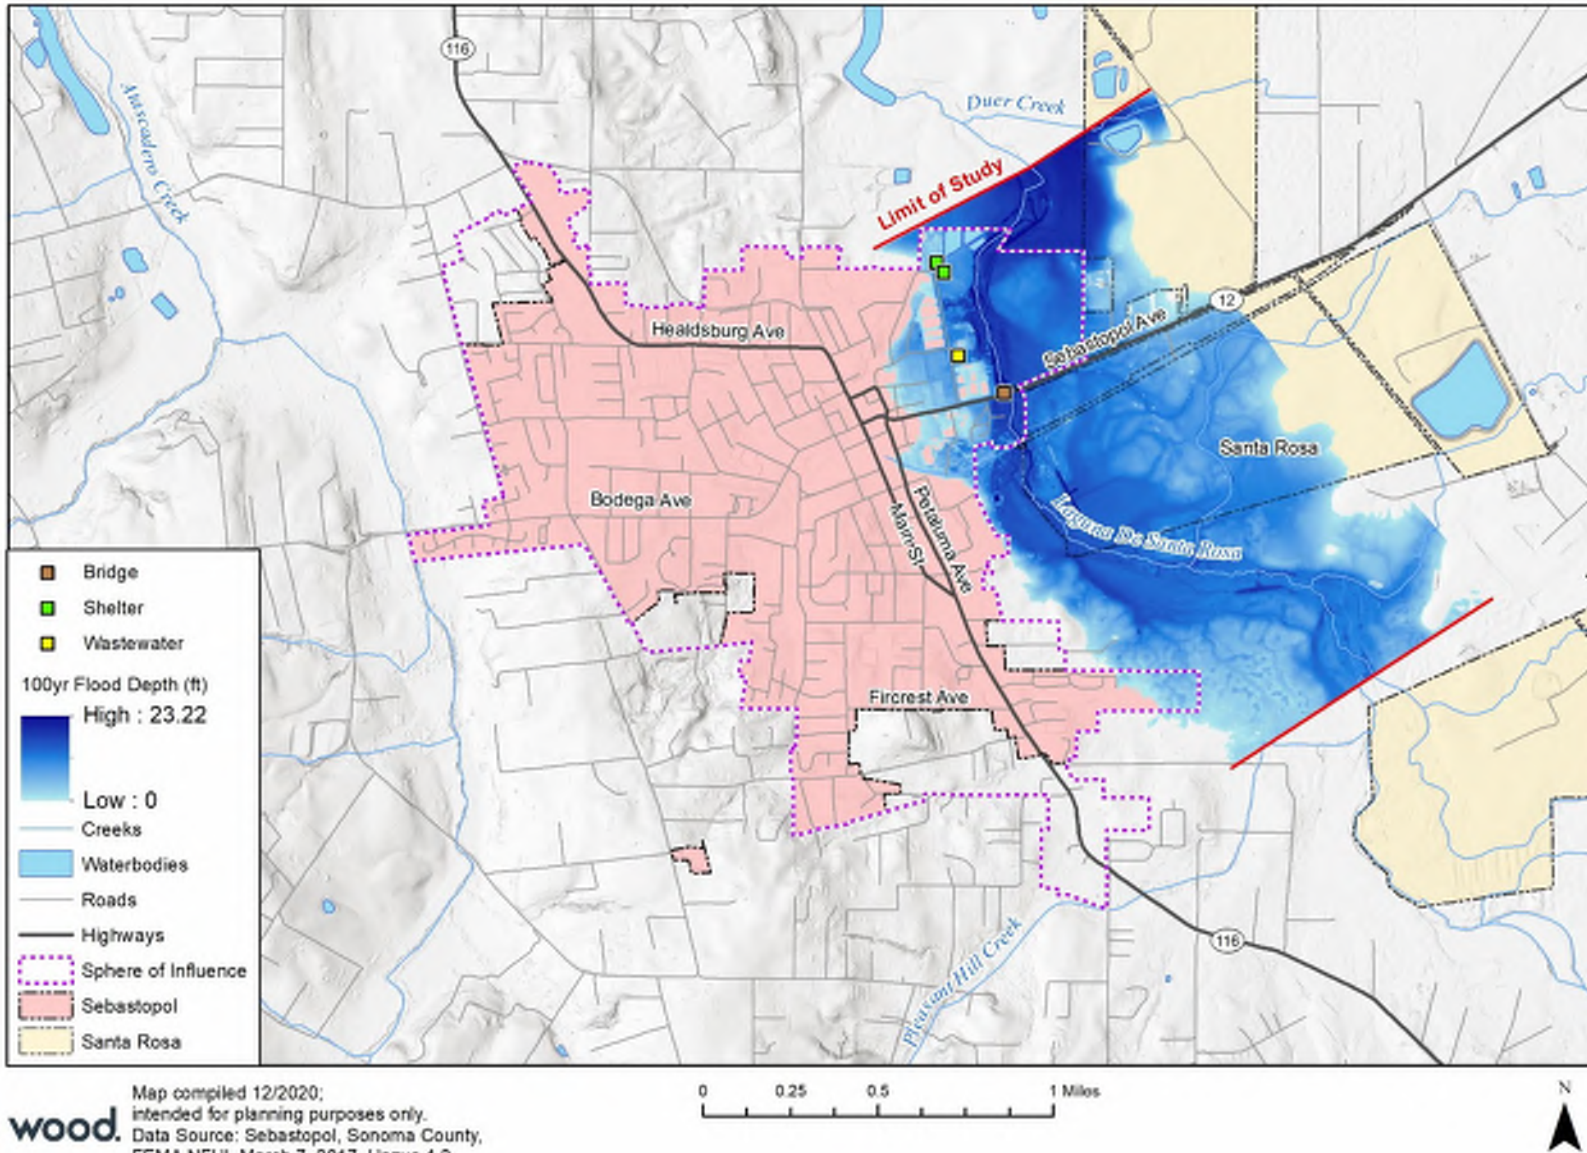 116
Atascadero Creek
Duer Creek
Limit of Study
12
Healdsburg Ave
Sebastopol Ave
Santa Rosa
Bodega Ave
Petaluma Ave
Main St
Laguna De Santa Rosa
Fircrest Ave
116
Pleasant Hill Creek
Bridge
Shelter
Wastewater
100yr Flood Depth (ft)
High : 23.22
Low : 0
Creeks
Waterbodies
Roads
Highways
Sphere of Influence
Sebastopol
Santa Rosa
wood.
Map compiled 12/2020;
intended for planning purposes only.
Data Source: Sebastopol, Sonoma County,
0 0.25 0.5 1 Miles
N